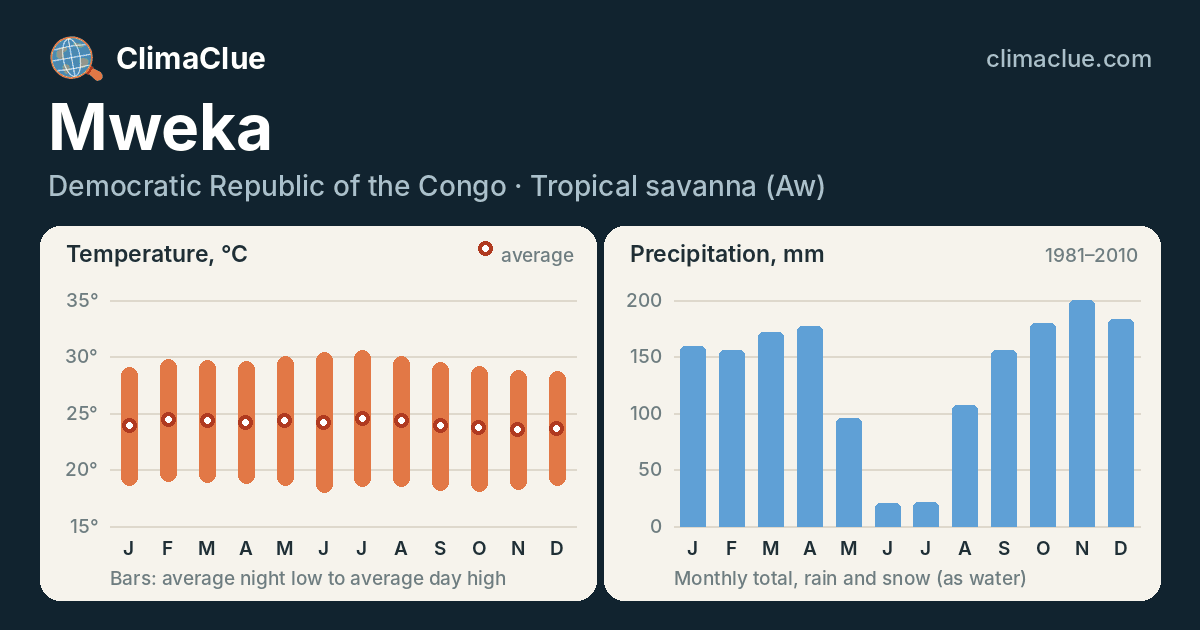 ClimaClue
climaclue.com
Mweka
Democratic Republic of the Congo · Tropical savanna (Aw)
Temperature, °C
average
35°
30°
25°
20°
15°
J F M A M J J A S O N D
Bars: average night low to average day high
Precipitation, mm
1981–2010
200
150
100
50
0
J F M A M J J A S O N D
Monthly total, rain and snow (as water)